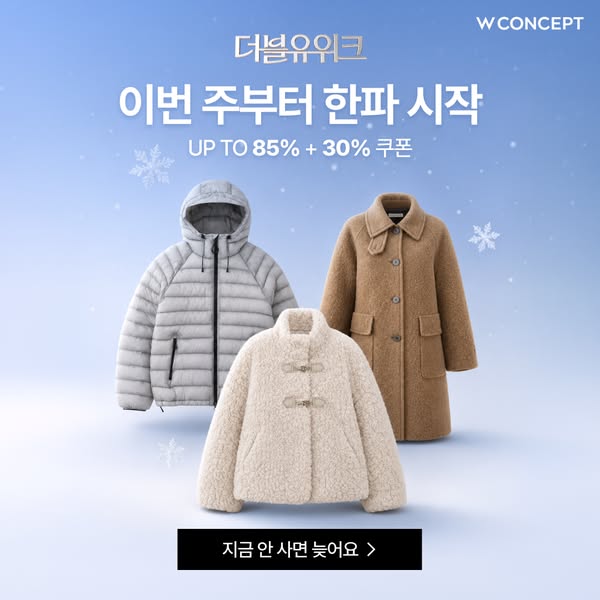 W CONCEPT
더블유위크
이번 주부터 한파 시작
UP TO 85% + 30% 쿠폰
지금 안 사면 늦어요 >